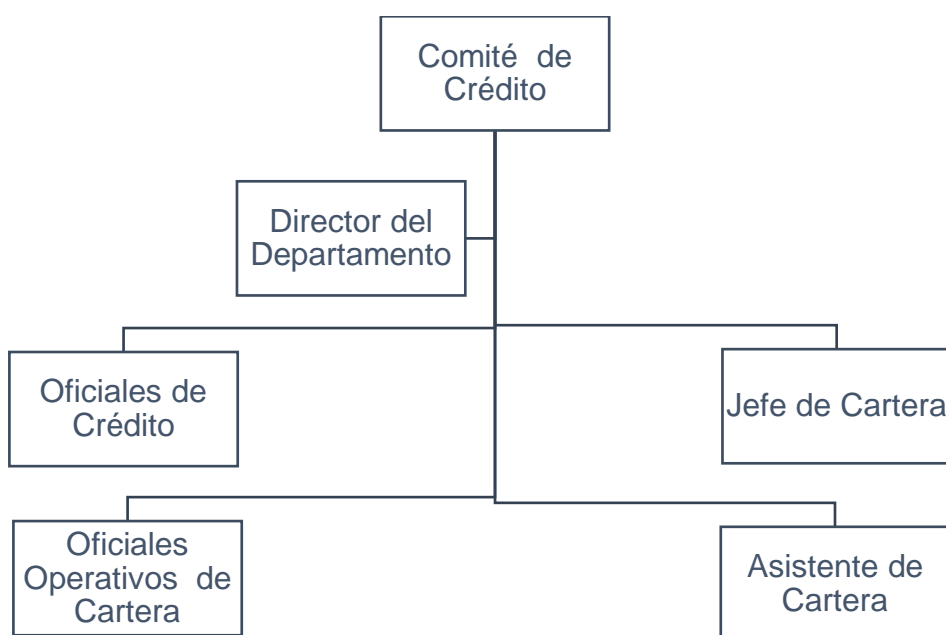 Comité de
Crédito
Director del
Departamento
Oficiales de
Crédito
Jefe de Cartera
Oficiales
Operativos de
Cartera
Asistente de
Cartera